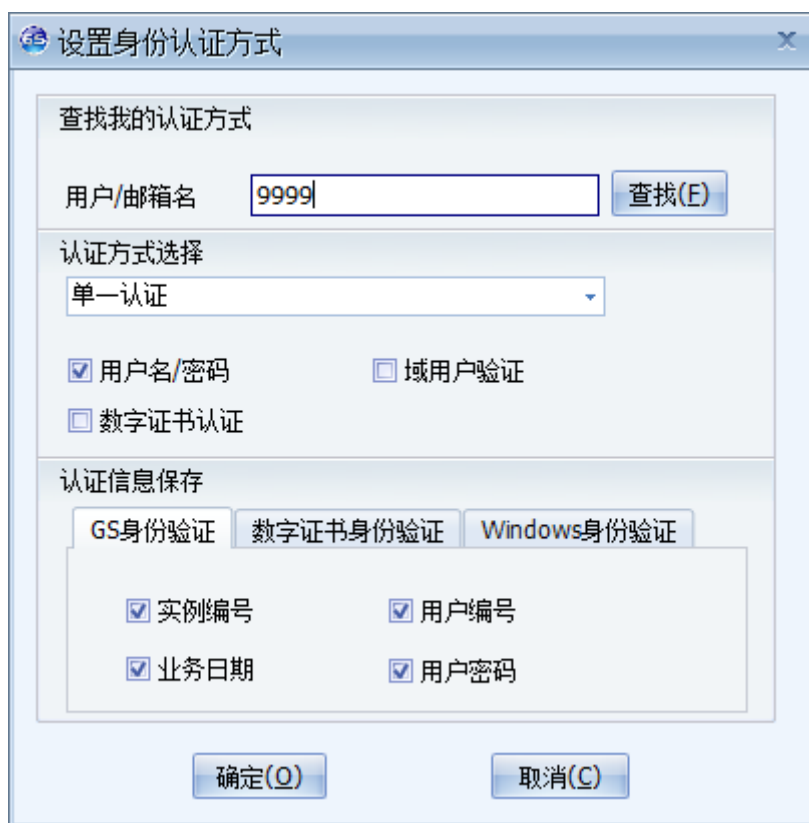 GS 设置身份认证方式
查找我的认证方式
用户/邮箱名 9999 查找(F)
认证方式选择
单一认证
用户名/密码 域用户验证
数字证书认证
认证信息保存
GS身份验证 数字证书身份验证 Windows身份验证
实例编号 用户编号
业务日期 用户密码
确定(O) 取消(C)